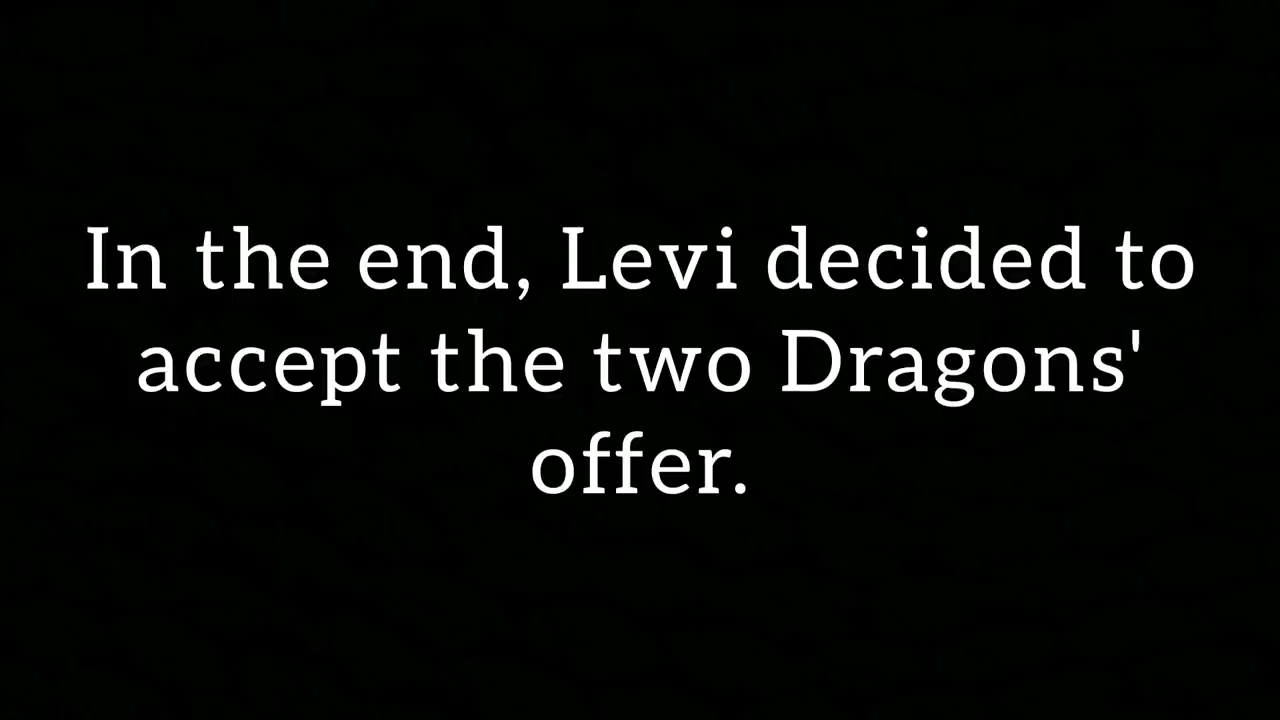 In the end, Levi decided to
accept the two Dragons'
offer.